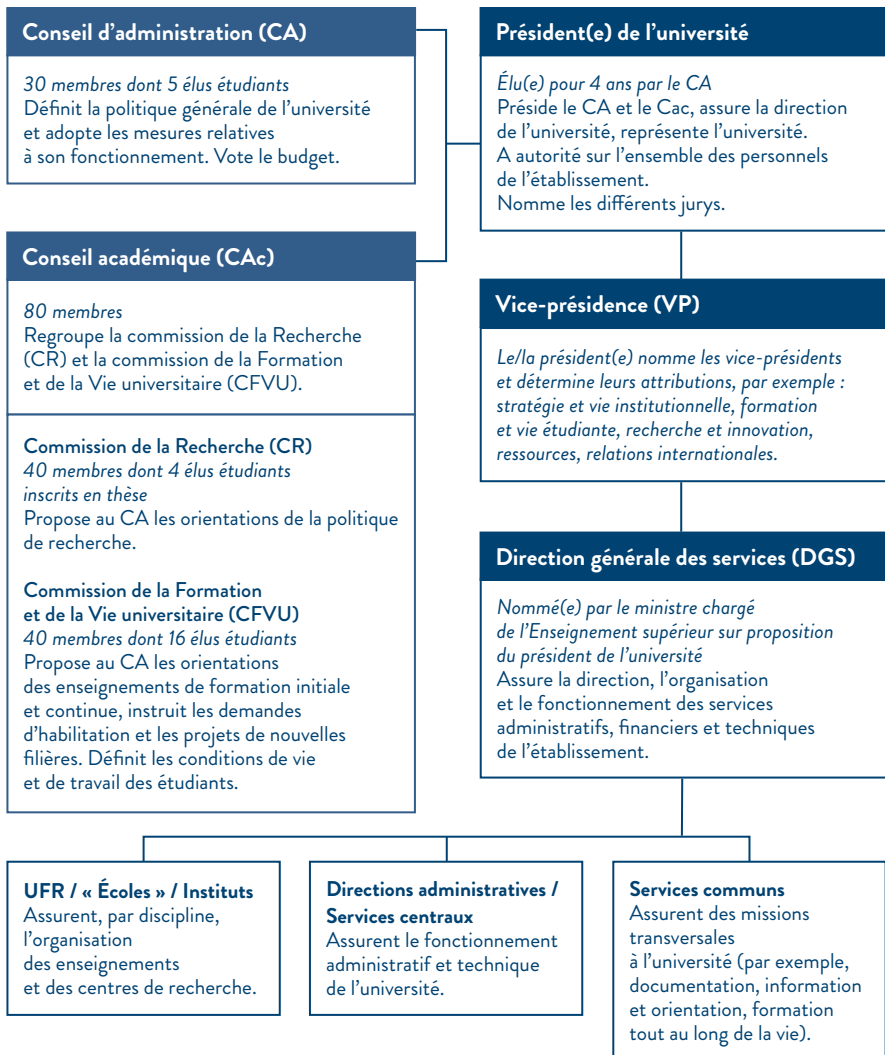 Conseil d’administration (CA)
30 membres dont 5 élus étudiants
Définit la politique générale de l’université
et adopte les mesures relatives
à son fonctionnement. Vote le budget.
Président(e) de l’université
Élu(e) pour 4 ans par le CA
Préside le CA et le Cac, assure la direction
de l’université, représente l’université.
A autorité sur l’ensemble des personnels
de l’établissement.
Nomme les différents jurys.
Conseil académique (CAc)
80 membres
Regroupe la commission de la Recherche
(CR) et la commission de la Formation
et de la Vie universitaire (CFVU).
Commission de la Recherche (CR)
40 membres dont 4 élus étudiants
inscrits en thèse
Propose au CA les orientations de la politique
de recherche.
Commission de la Formation
et de la Vie universitaire (CFVU)
40 membres dont 16 élus étudiants
Propose au CA les orientations
des enseignements de formation initiale
et continue, instruit les demandes
d’habilitation et les projets de nouvelles
filières. Définit les conditions de vie
et de travail des étudiants.
Vice-présidence (VP)
Le/la président(e) nomme les vice-présidents
et détermine leurs attributions, par exemple :
stratégie et vie institutionnelle, formation
et vie étudiante, recherche et innovation,
ressources, relations internationales.
Direction générale des services (DGS)
Nommé(e) par le ministre chargé
de l’Enseignement supérieur sur proposition
du président de l’université
Assure la direction, l’organisation
et le fonctionnement des services
administratifs, financiers et techniques
de l’établissement.
UFR / « Écoles » / Instituts
Assurent, par discipline,
l’organisation
des enseignements
et des centres de recherche.
Directions administratives /
Services centraux
Assurent le fonctionnement
administratif et technique
de l’université.
Services communs
Assurent des missions
transversales
à l’université (par exemple,
documentation, information
et orientation, formation
tout au long de la vie).